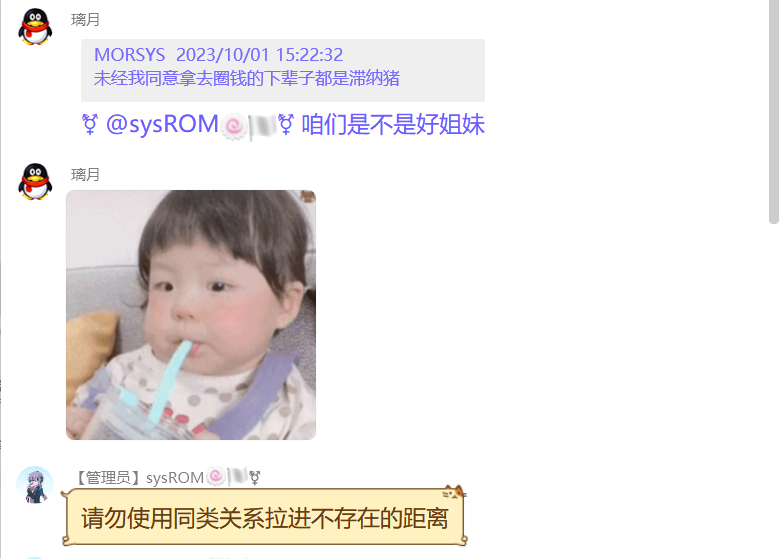 璃月
MORSYS 2023/10/01 15:22:32
未经我同意拿去圈钱的下辈子都是滞纳猪
⚧ @sysROM🍥🏳⚧ 咱们是不是好姐妹
璃月
【管理员】sysROM🍥🏳⚧
请勿使用同类关系拉进不存在的距离